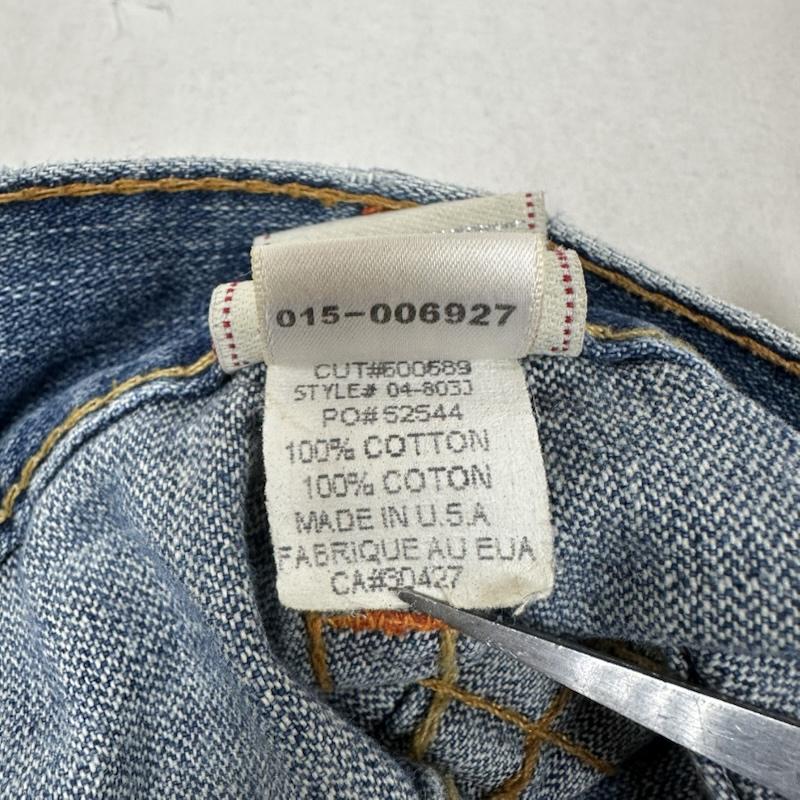 015-006927
CUT#600689
STYLE# 04-803J
PO# 52544
100% COTTON
100% COTON
MADE IN U.S.A
FABRIQUE AU EUA
CA#30427